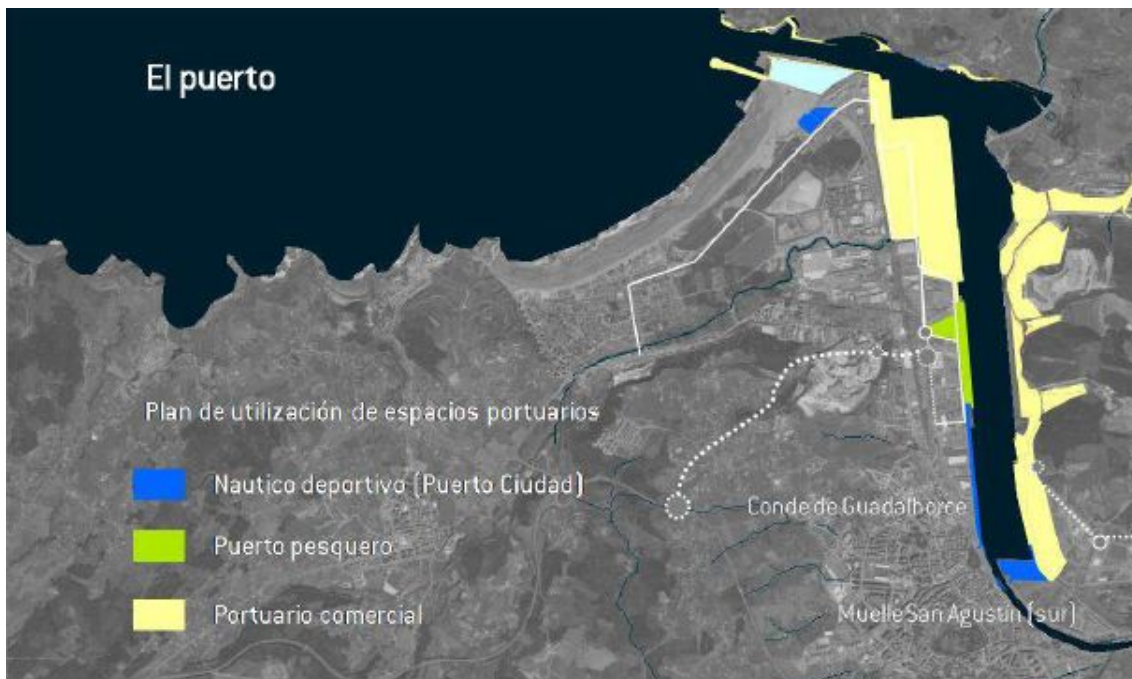 El puerto
Plan de utilización de espacios portuarios
Nautico deportivo (Puerto Ciudad)
Puerto pesquero
Portuario comercial
Conde de Guadalhorce
Muelle San Agustín (sur)